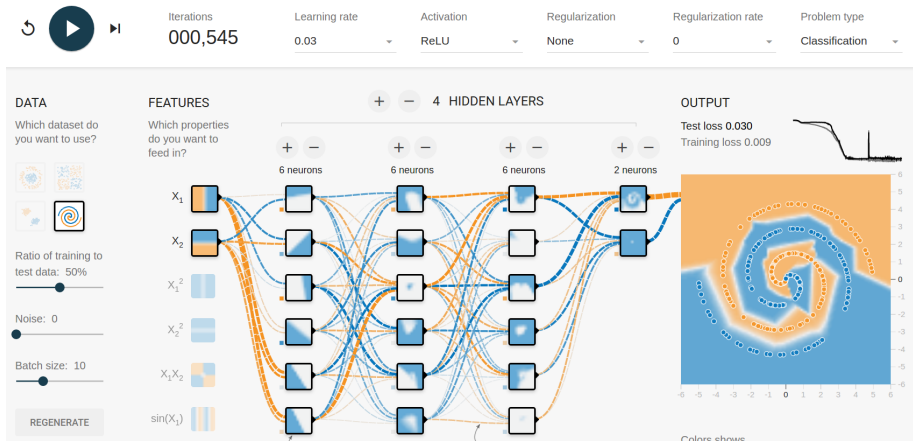 Iterations
000,545
Learning rate
0.03
Activation
ReLU
Regularization
None
Regularization rate
0
Problem type
Classification
DATA
Which dataset do
you want to use?
Ratio of training to
test data: 50%
Noise: 0
Batch size: 10
REGENERATE
FEATURES
Which properties
do you want to
feed in?
X₁
X₂
X₁²
X₂²
X₁X₂
sin(X₁)
+ − 4 HIDDEN LAYERS
+ − + − + − + −
6 neurons 6 neurons 6 neurons 2 neurons
OUTPUT
Test loss 0.030
Training loss 0.009
6
5
4
3
2
1
0
-1
-2
-3
-4
-5
-6
-6 -5 -4 -3 -2 -1 0 1 2 3 4 5 6
Colors shows